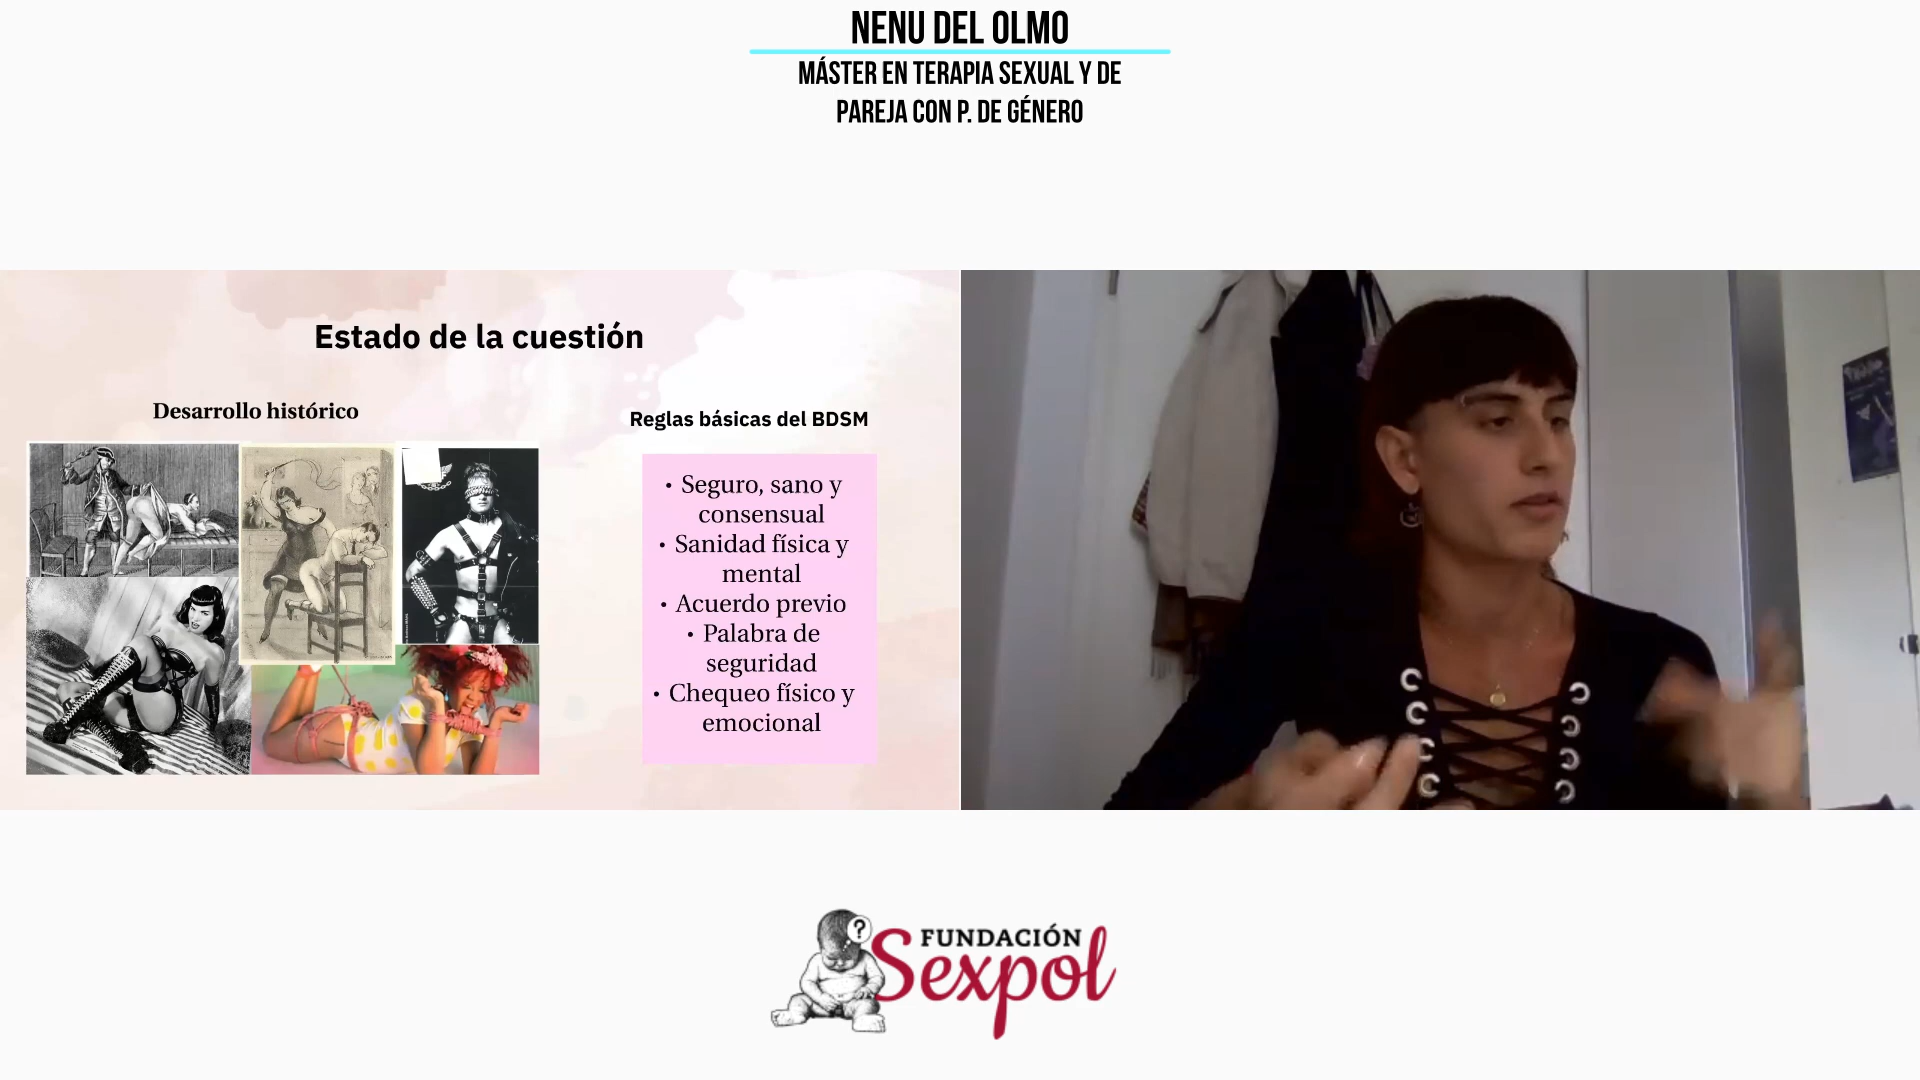 NENU DEL OLMO
MÁSTER EN TERAPIA SEXUAL Y DE
PAREJA CON P. DE GÉNERO
Estado de la cuestión
Desarrollo histórico
Reglas básicas del BDSM
• Seguro, sano y
consensual
• Sanidad física y
mental
• Acuerdo previo
• Palabra de
seguridad
• Chequeo físico y
emocional
?
FUNDACIÓN
Sexpol